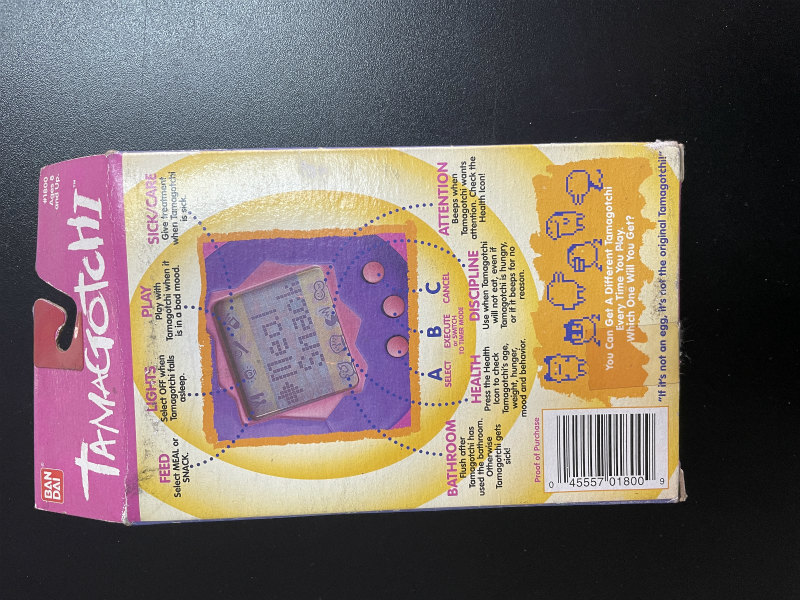 BAN
DAI
TAMAGOTCHI™
#1800
Ages 8
and Up.
FEED
Select MEAL or
SNACK.
LIGHTS
Select OFF when
Tamagotchi falls
asleep.
PLAY
Play with
Tamagotchi when it
is in a bad mood.
SICK/CARE
Give treatment
when Tamagotchi
is sick.
meal
snack
A
B
C
SELECT
EXECUTE
or SWITCH
TO TIMER MODE
CANCEL
BATHROOM
Flush after
Tamagotchi has
used the bathroom.
Otherwise
Tamagotchi gets
sick!
HEALTH
Press the Health
Icon to check
Tamagotchi's age,
weight, hunger,
mood and behavior.
DISCIPLINE
Use when Tamagotchi
will not eat, even if
Tamagotchi is hungry,
or if it beeps for no
reason.
ATTENTION
Beeps when
Tamagotchi wants
attention. Check the
Health Icon!
Proof of Purchase
0 45557 01800 9
You Can Get A Different Tamagotchi
Every Time You Play.
Which One Will You Get?
"If it's not an egg, it's not the original Tamagotchi!"